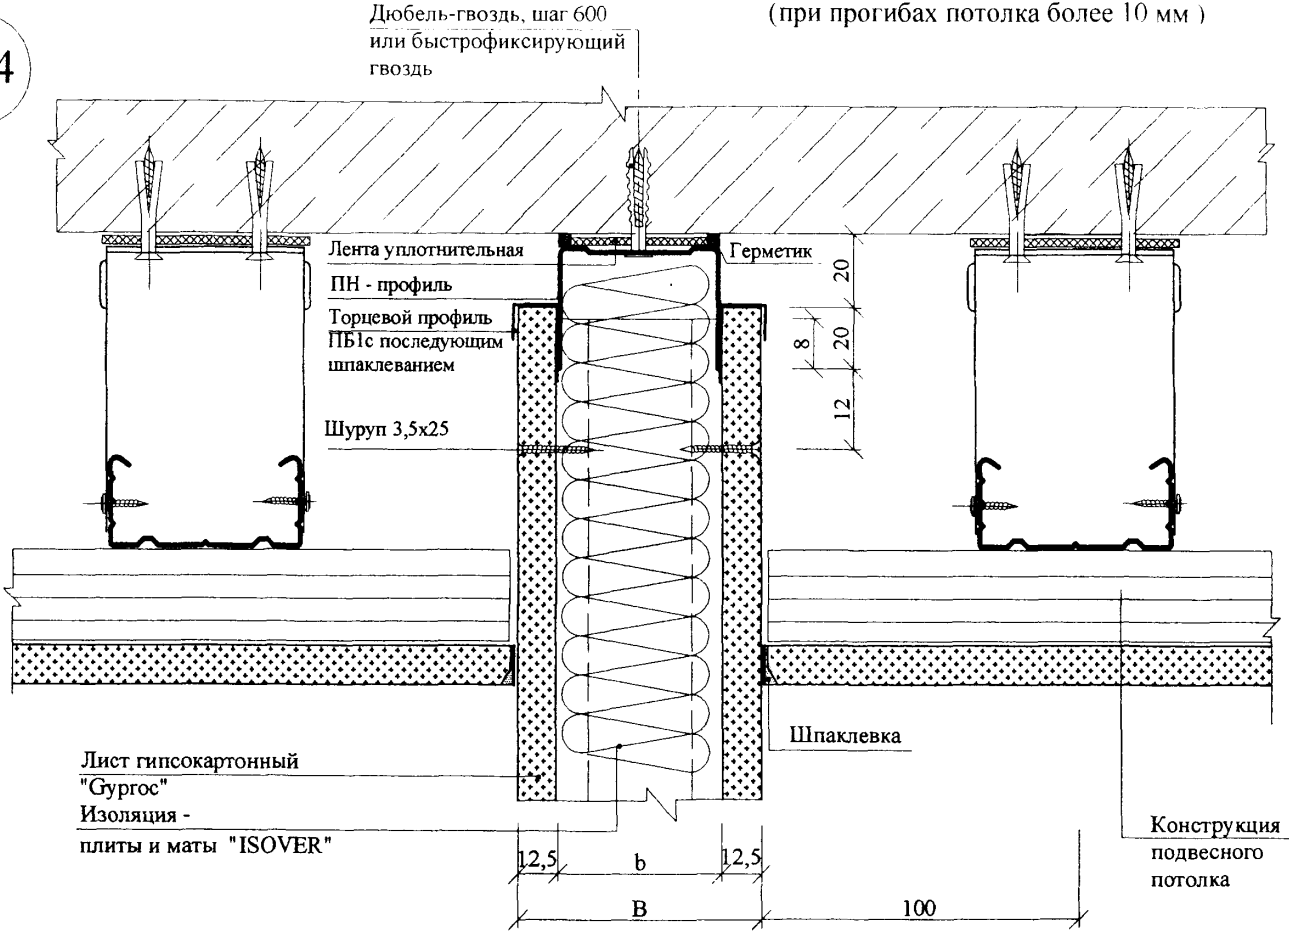 4
Дюбель-гвоздь, шаг 600
или быстрофиксирующий
гвоздь
(при прогибах потолка более 10 мм )
Лента уплотнительная
ПН - профиль
Торцевой профиль
ПБ1с последующим
шпаклеванием
Шуруп 3,5х25
Герметик
20
20
8
12
Шпаклевка
Лист гипсокартонный
"Gyproc"
Изоляция -
плиты и маты "ISOVER"
Конструкция
подвесного
потолка
12,5
b
12,5
B
100